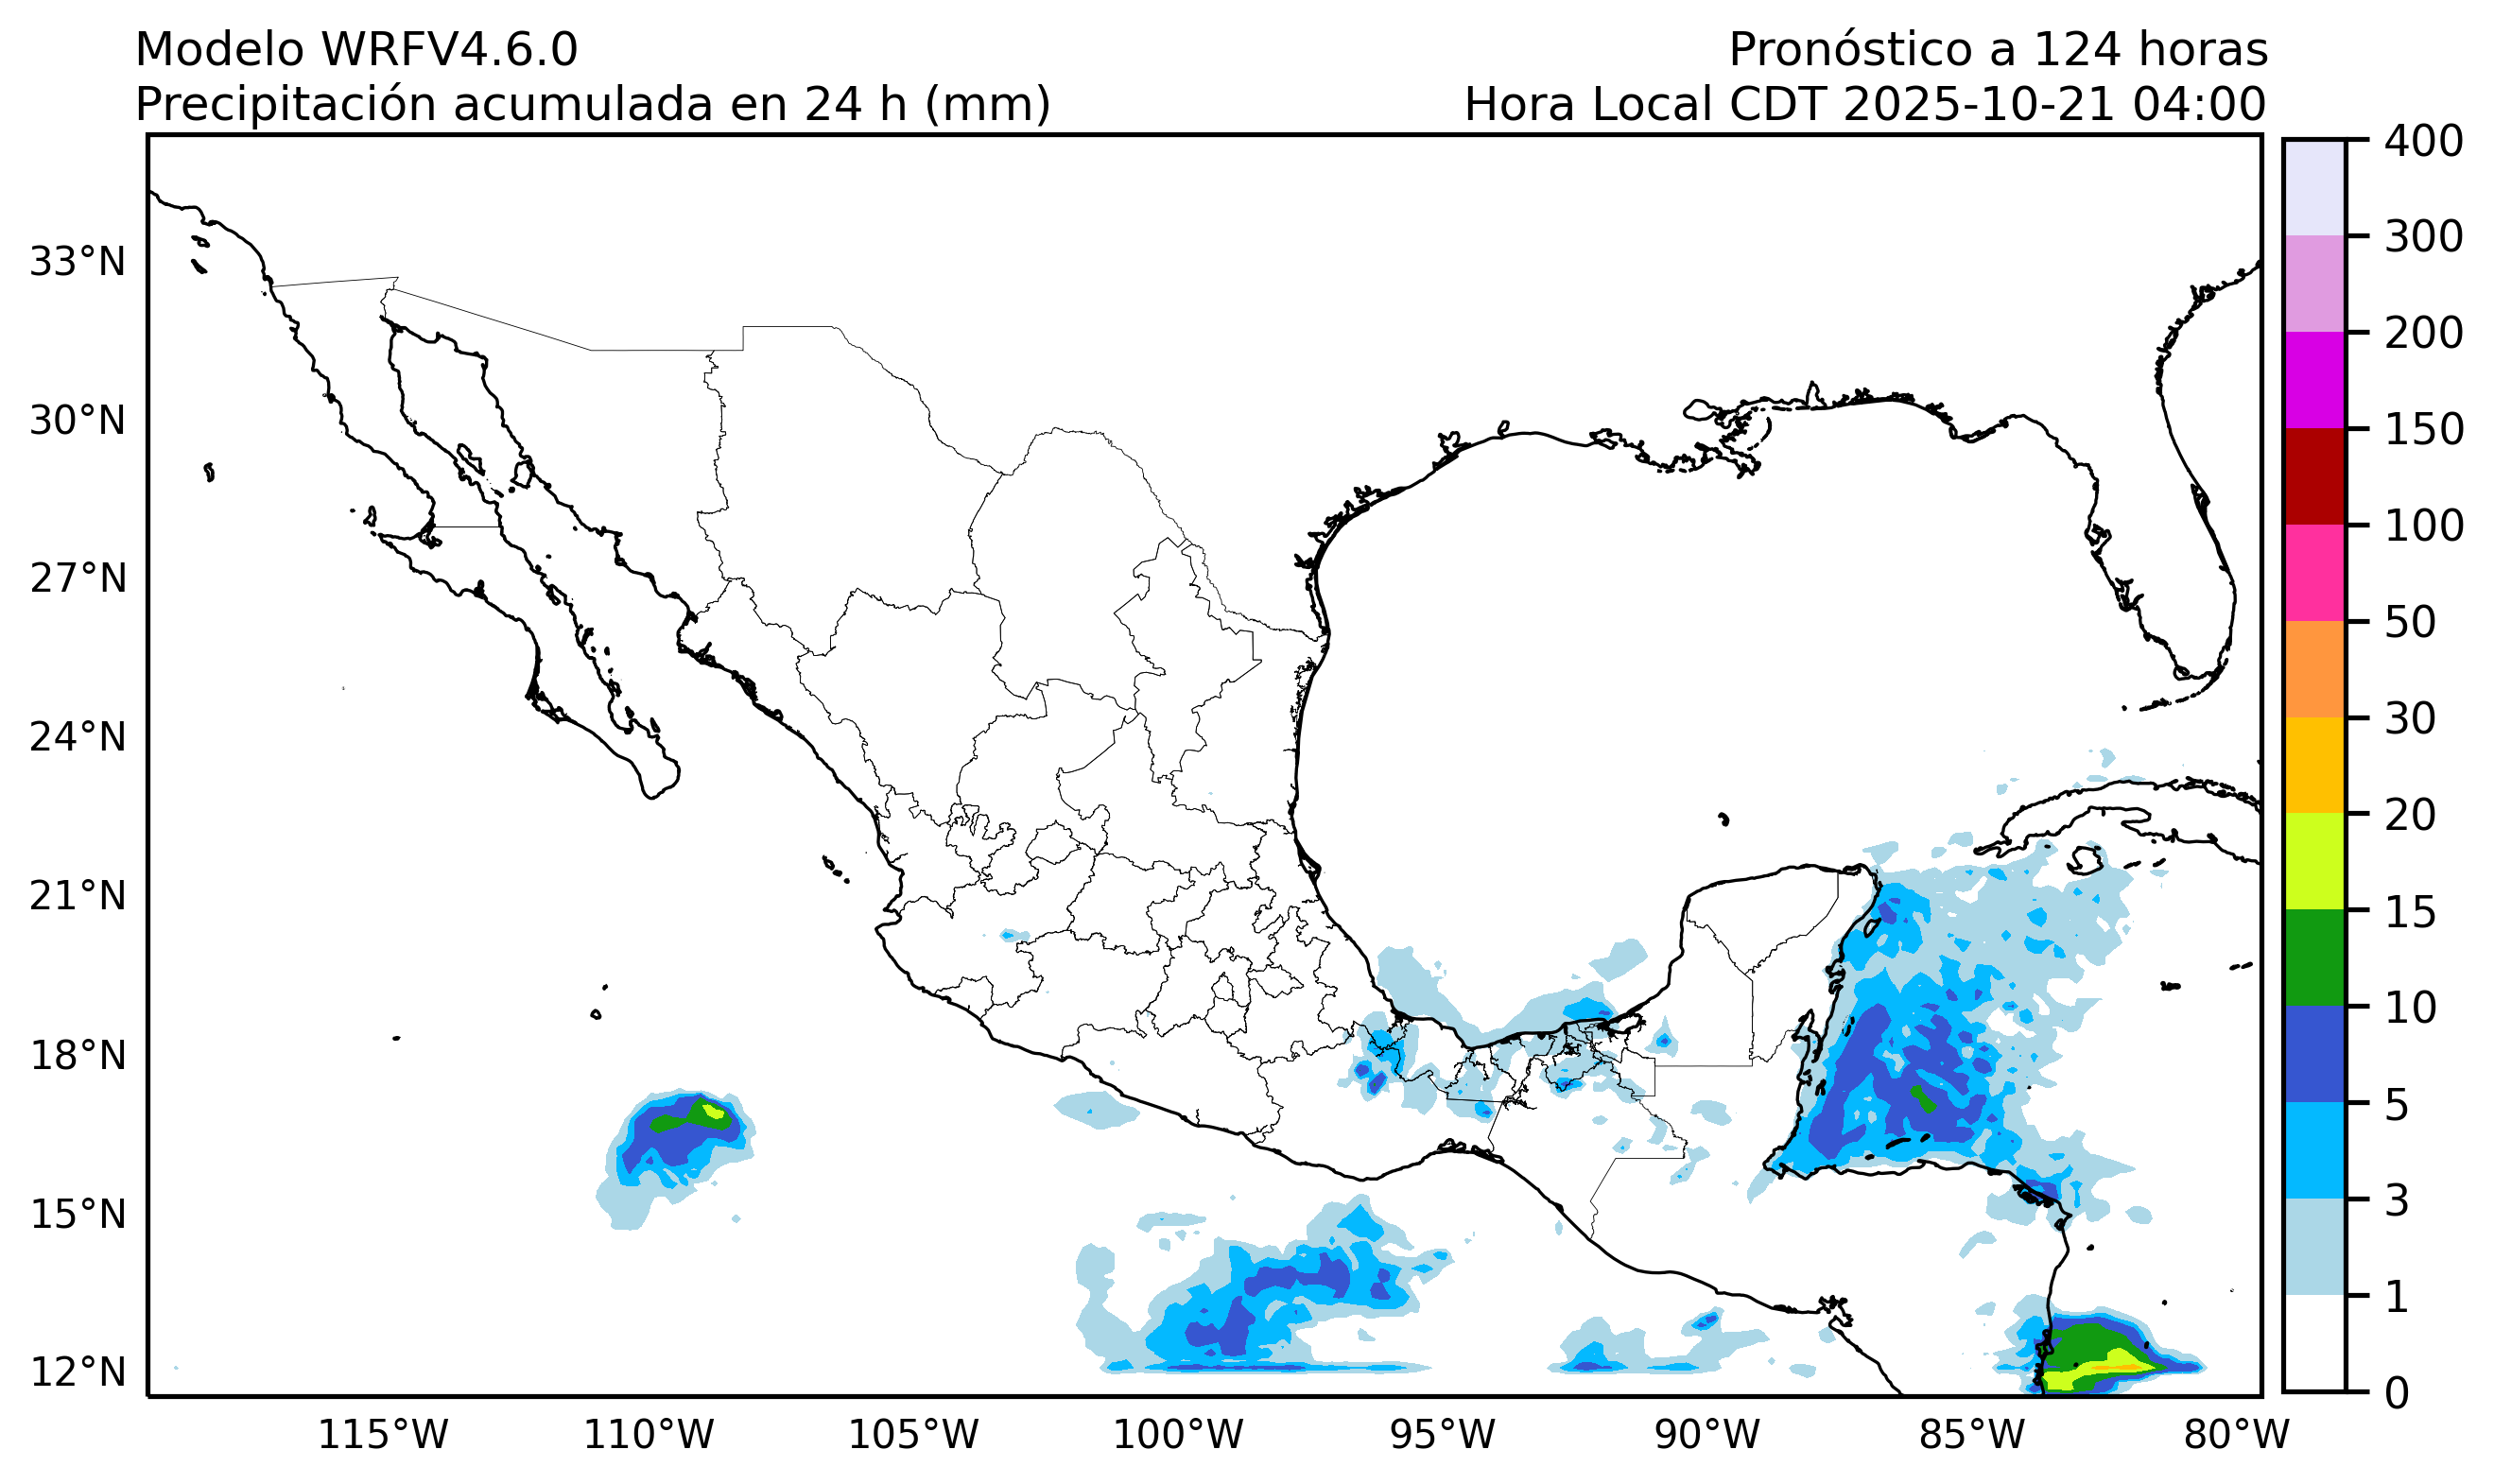 Modelo WRFV4.6.0
Pronóstico a 124 horas
Precipitación acumulada en 24 h (mm)
Hora Local CDT 2025-10-21 04:00
33°N
30°N
27°N
24°N
21°N
18°N
15°N
12°N
115°W
110°W
105°W
100°W
95°W
90°W
85°W
80°W
400
300
200
150
100
50
30
20
15
10
5
3
1
0